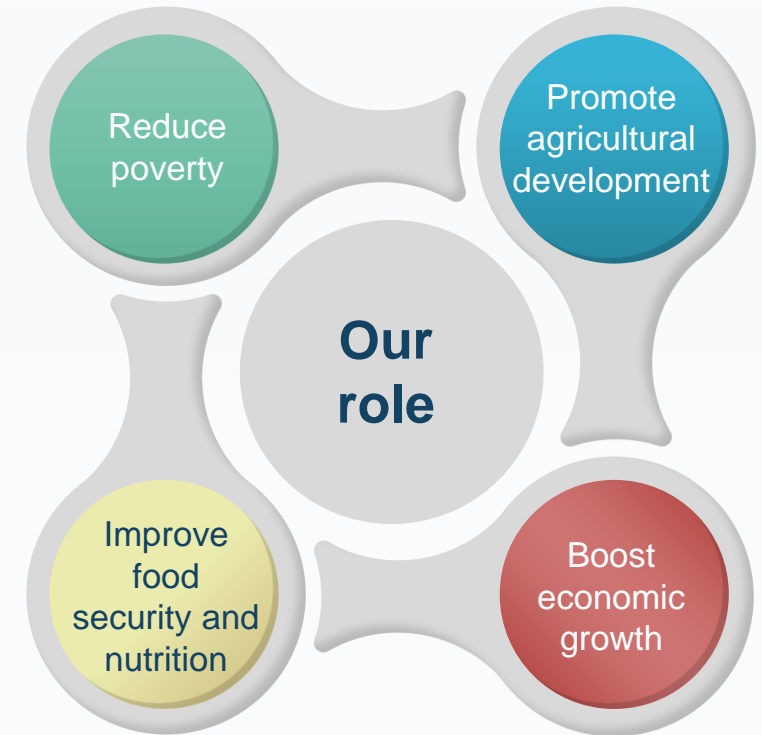 Reduce
poverty
Promote
agricultural
development
Our
role
Improve
food
security and
nutrition
Boost
economic
growth